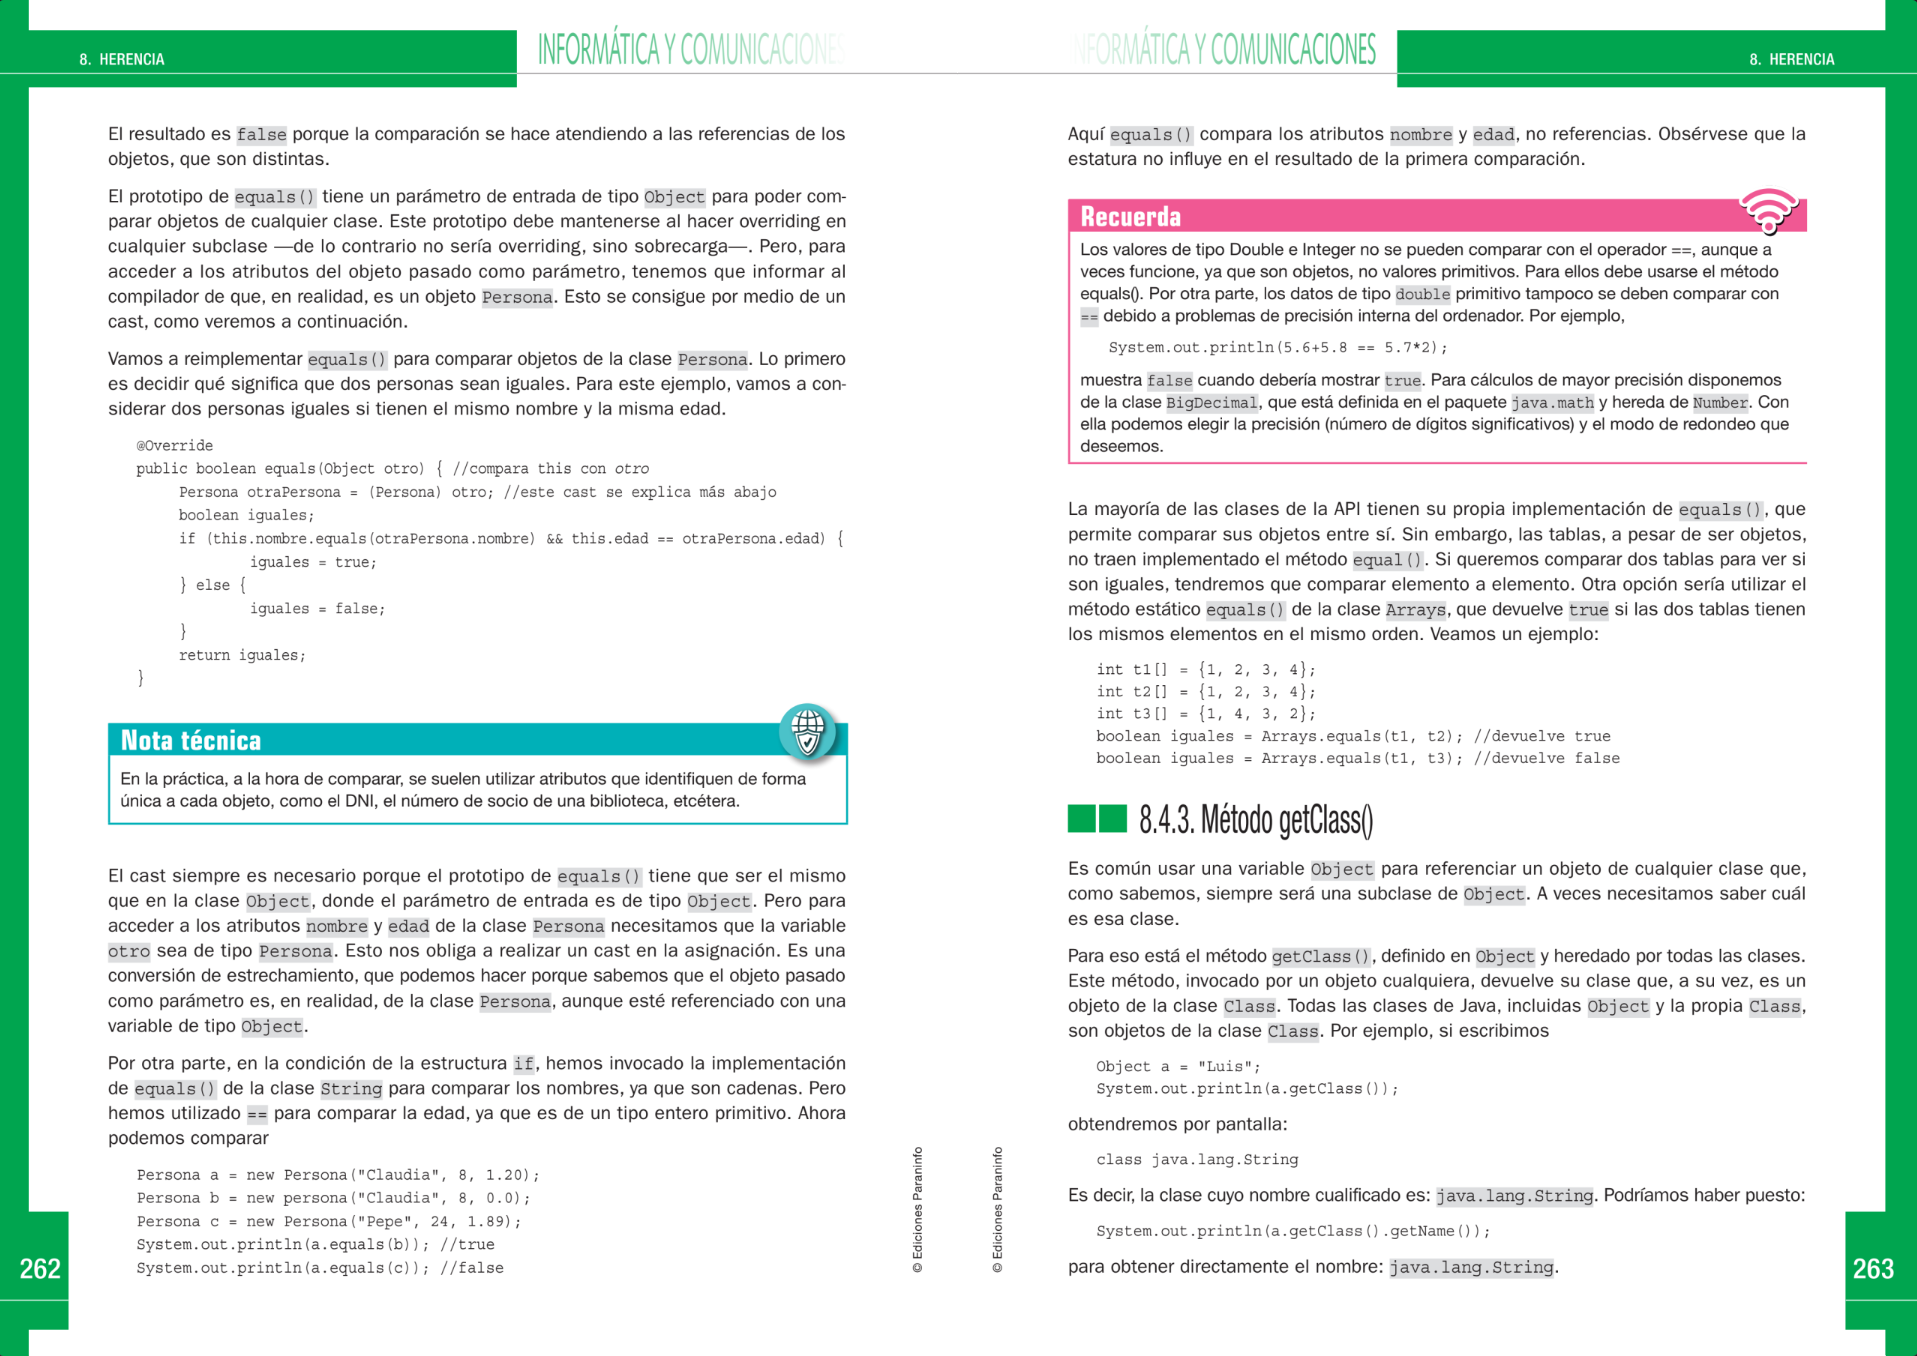 8. HERENCIA
INFORMÁTICA Y COMUNICACIONES
El resultado es false porque la comparación se hace atendiendo a las referencias de los
objetos, que son distintas.
El prototipo de equals() tiene un parámetro de entrada de tipo Object para poder com-
parar objetos de cualquier clase. Este prototipo debe mantenerse al hacer overriding en
cualquier subclase —de lo contrario no sería overriding, sino sobrecarga—. Pero, para
acceder a los atributos del objeto pasado como parámetro, tenemos que informar al
compilador de que, en realidad, es un objeto Persona. Esto se consigue por medio de un
cast, como veremos a continuación.
Vamos a reimplementar equals() para comparar objetos de la clase Persona. Lo primero
es decidir qué significa que dos personas sean iguales. Para este ejemplo, vamos a con-
siderar dos personas iguales si tienen el mismo nombre y la misma edad.
@Override
public boolean equals(Object otro) { //compara this con otro
Persona otraPersona = (Persona) otro; //este cast se explica más abajo
boolean iguales;
if (this.nombre.equals(otraPersona.nombre) && this.edad == otraPersona.edad) {
iguales = true;
} else {
iguales = false;
}
return iguales;
}
Nota técnica
En la práctica, a la hora de comparar, se suelen utilizar atributos que identifiquen de forma
única a cada objeto, como el DNI, el número de socio de una biblioteca, etcétera.
El cast siempre es necesario porque el prototipo de equals() tiene que ser el mismo
que en la clase Object, donde el parámetro de entrada es de tipo Object. Pero para
acceder a los atributos nombre y edad de la clase Persona necesitamos que la variable
otro sea de tipo Persona. Esto nos obliga a realizar un cast en la asignación. Es una
conversión de estrechamiento, que podemos hacer porque sabemos que el objeto pasado
como parámetro es, en realidad, de la clase Persona, aunque esté referenciado con una
variable de tipo Object.
Por otra parte, en la condición de la estructura if, hemos invocado la implementación
de equals() de la clase String para comparar los nombres, ya que son cadenas. Pero
hemos utilizado == para comparar la edad, ya que es de un tipo entero primitivo. Ahora
podemos comparar
Persona a = new Persona("Claudia", 8, 1.20);
Persona b = new persona("Claudia", 8, 0.0);
Persona c = new Persona("Pepe", 24, 1.89);
System.out.println(a.equals(b)); //true
System.out.println(a.equals(c)); //false
© Ediciones Paraninfo
262
INFORMÁTICA Y COMUNICACIONES
8. HERENCIA
Aquí equals() compara los atributos nombre y edad, no referencias. Obsérvese que la
estatura no influye en el resultado de la primera comparación.
Recuerda
Los valores de tipo Double e Integer no se pueden comparar con el operador ==, aunque a
veces funcione, ya que son objetos, no valores primitivos. Para ellos debe usarse el método
equals(). Por otra parte, los datos de tipo double primitivo tampoco se deben comparar con
== debido a problemas de precisión interna del ordenador. Por ejemplo,
System.out.println(5.6+5.8 == 5.7*2);
muestra false cuando debería mostrar true. Para cálculos de mayor precisión disponemos
de la clase BigDecimal, que está definida en el paquete java.math y hereda de Number. Con
ella podemos elegir la precisión (número de dígitos significativos) y el modo de redondeo que
deseemos.
La mayoría de las clases de la API tienen su propia implementación de equals(), que
permite comparar sus objetos entre sí. Sin embargo, las tablas, a pesar de ser objetos,
no traen implementado el método equal(). Si queremos comparar dos tablas para ver si
son iguales, tendremos que comparar elemento a elemento. Otra opción sería utilizar el
método estático equals() de la clase Arrays, que devuelve true si las dos tablas tienen
los mismos elementos en el mismo orden. Veamos un ejemplo:
int t1[] = {1, 2, 3, 4};
int t2[] = {1, 2, 3, 4};
int t3[] = {1, 4, 3, 2};
boolean iguales = Arrays.equals(t1, t2); //devuelve true
boolean iguales = Arrays.equals(t1, t3); //devuelve false
8.4.3. Método getClass()
Es común usar una variable Object para referenciar un objeto de cualquier clase que,
como sabemos, siempre será una subclase de Object. A veces necesitamos saber cuál
es esa clase.
Para eso está el método getClass(), definido en Object y heredado por todas las clases.
Este método, invocado por un objeto cualquiera, devuelve su clase que, a su vez, es un
objeto de la clase Class. Todas las clases de Java, incluidas Object y la propia Class,
son objetos de la clase Class. Por ejemplo, si escribimos
Object a = "Luis";
System.out.println(a.getClass());
obtendremos por pantalla:
class java.lang.String
Es decir, la clase cuyo nombre cualificado es: java.lang.String. Podríamos haber puesto:
System.out.println(a.getClass().getName());
para obtener directamente el nombre: java.lang.String.
© Ediciones Paraninfo
263